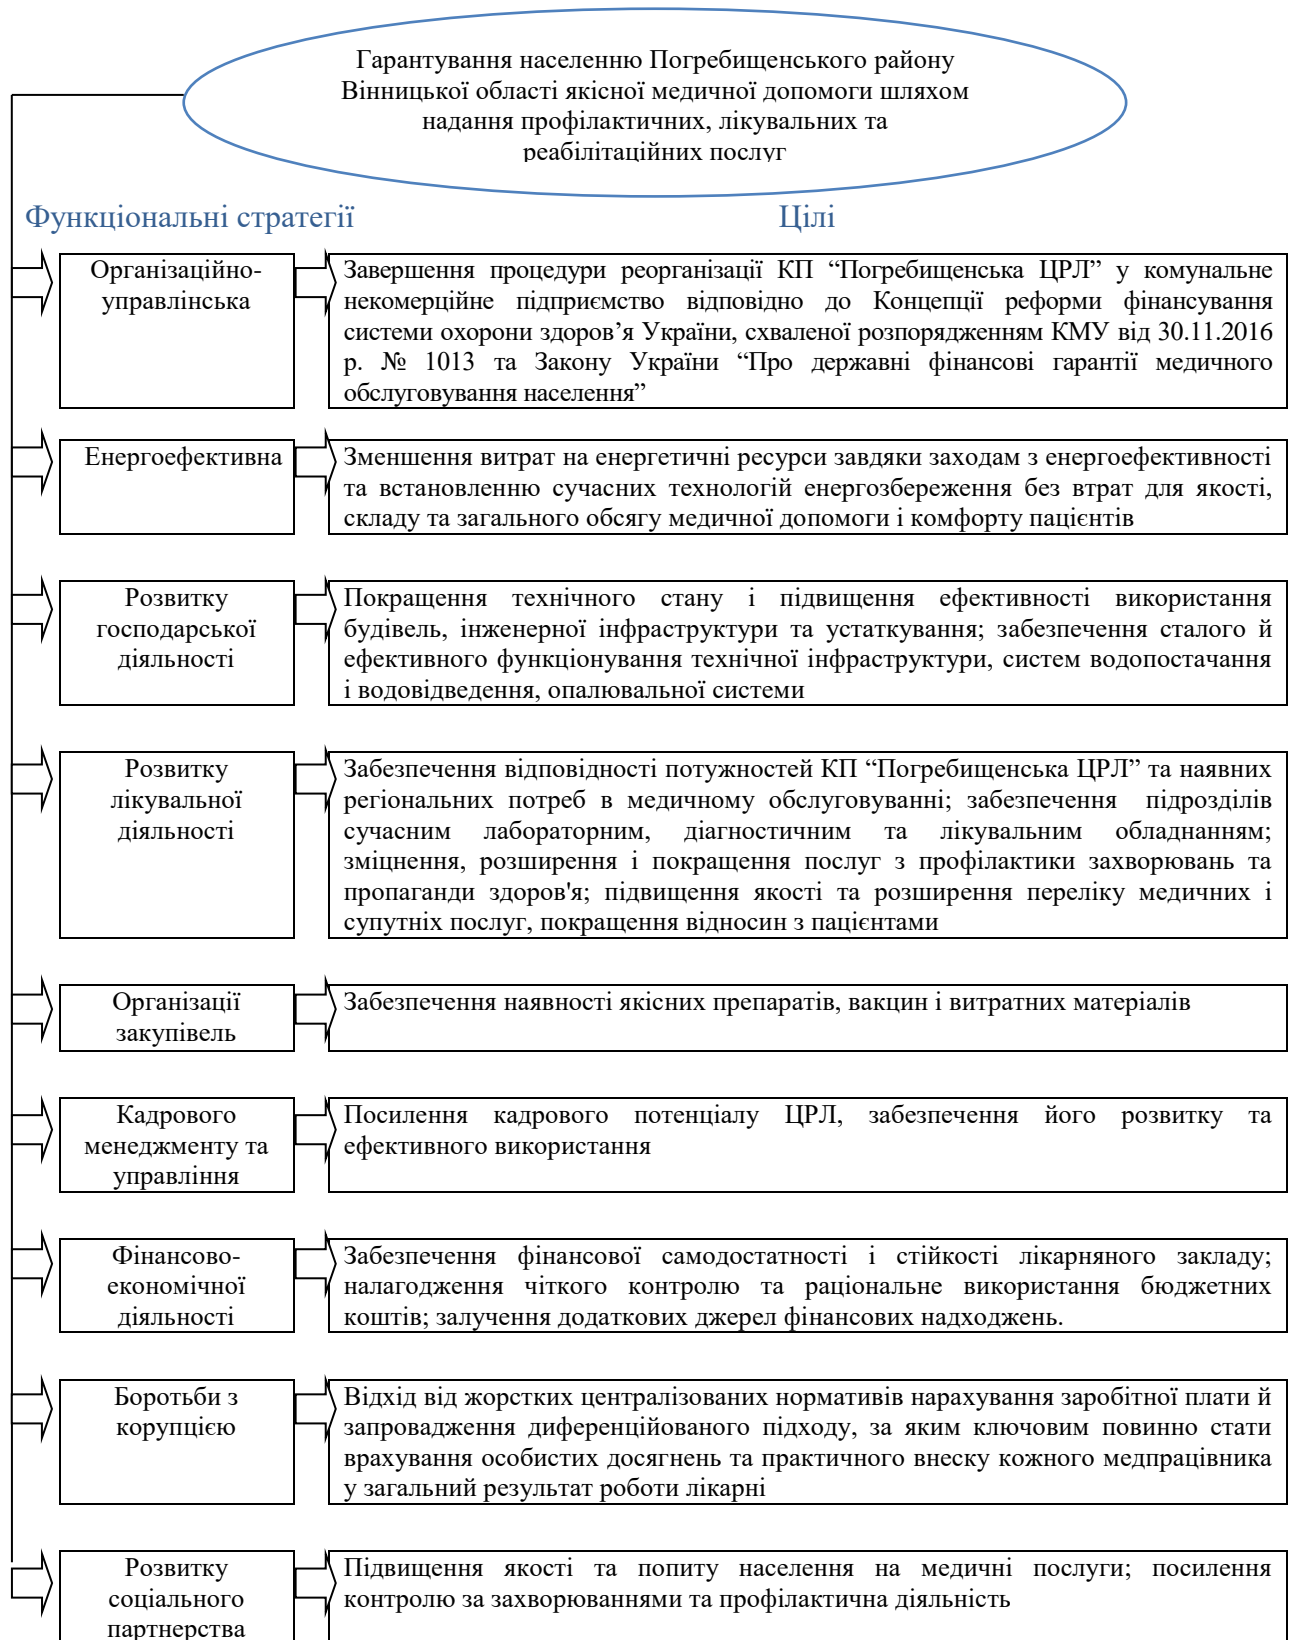 Гарантування населенню Погребищенського району
Вінницької області якісної медичної допомоги шляхом
надання профілактичних, лікувальних та
реабілітаційних послуг
Функціональні стратегії
Цілі
Організаційно-
управлінська
Завершення процедури реорганізації КП “Погребищенська ЦРЛ” у комунальне
некомерційне підприємство відповідно до Концепції реформи фінансування
системи охорони здоров’я України, схваленої розпорядженням КМУ від 30.11.2016
р. № 1013 та Закону України “Про державні фінансові гарантії медичного
обслуговування населення”
Енергоефективна
Зменшення витрат на енергетичні ресурси завдяки заходам з енергоефективності
та встановленню сучасних технологій енергозбереження без втрат для якості,
складу та загального обсягу медичної допомоги і комфорту пацієнтів
Розвитку
господарської
діяльності
Покращення технічного стану і підвищення ефективності використання
будівель, інженерної інфраструктури та устаткування; забезпечення сталого й
ефективного функціонування технічної інфраструктури, систем водопостачання
і водовідведення, опалювальної системи
Розвитку
лікувальної
діяльності
Забезпечення відповідності потужностей КП “Погребищенська ЦРЛ” та наявних
регіональних потреб в медичному обслуговуванні; забезпечення підрозділів
сучасним лабораторним, діагностичним та лікувальним обладнанням;
зміцнення, розширення і покращення послуг з профілактики захворювань та
пропаганди здоров'я; підвищення якості та розширення переліку медичних і
супутніх послуг, покращення відносин з пацієнтами
Організації
закупівель
Забезпечення наявності якісних препаратів, вакцин і витратних матеріалів
Кадрового
менеджменту та
управління
Посилення кадрового потенціалу ЦРЛ, забезпечення його розвитку та
ефективного використання
Фінансово-
економічної
діяльності
Забезпечення фінансової самодостатності і стійкості лікарняного закладу;
налагодження чіткого контролю та раціональне використання бюджетних
коштів; залучення додаткових джерел фінансових надходжень.
Боротьби з
корупцією
Відхід від жорстких централізованих нормативів нарахування заробітної плати й
запровадження диференційованого підходу, за яким ключовим повинно стати
врахування особистих досягнень та практичного внеску кожного медпрацівника
у загальний результат роботи лікарні
Розвитку
соціального
партнерства
Підвищення якості та попиту населення на медичні послуги; посилення
контролю за захворюваннями та профілактична діяльність